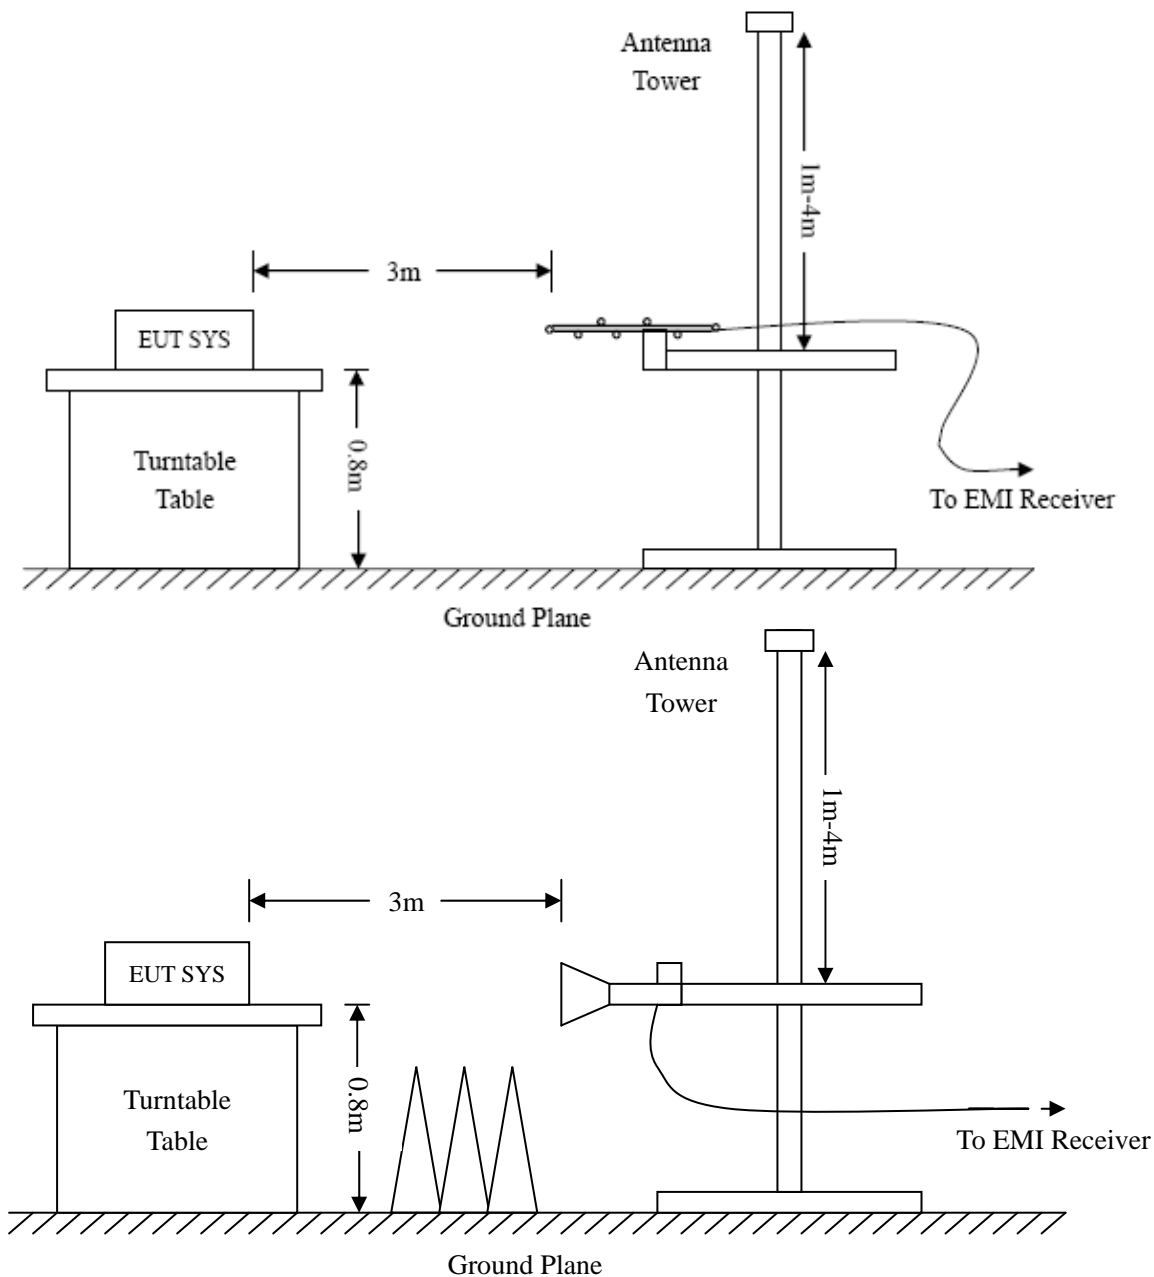 Antenna
Tower
1m-4m
3m
EUT SYS
0.8m
Turntable
Table
To EMI Receiver
Ground Plane
Antenna
Tower
1m-4m
3m
EUT SYS
0.8m
Turntable
Table
To EMI Receiver
Ground Plane